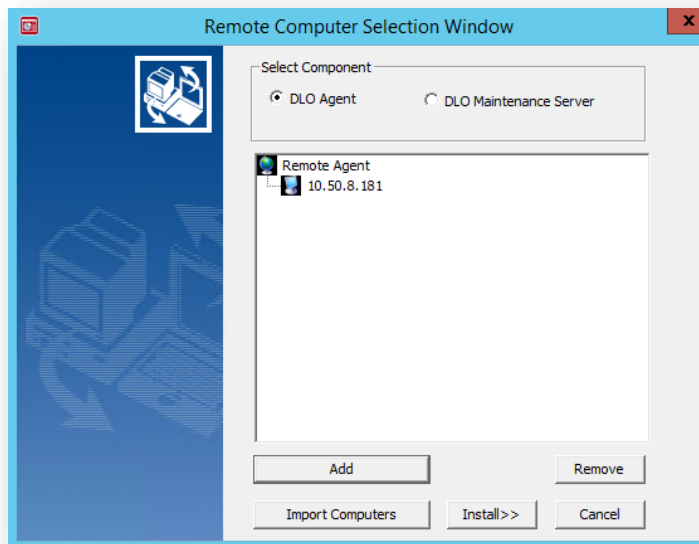 Remote Computer Selection Window
x
Select Component
DLO Agent
DLO Maintenance Server
Remote Agent
10.50.8.181
Add
Remove
Import Computers
Install>>
Cancel